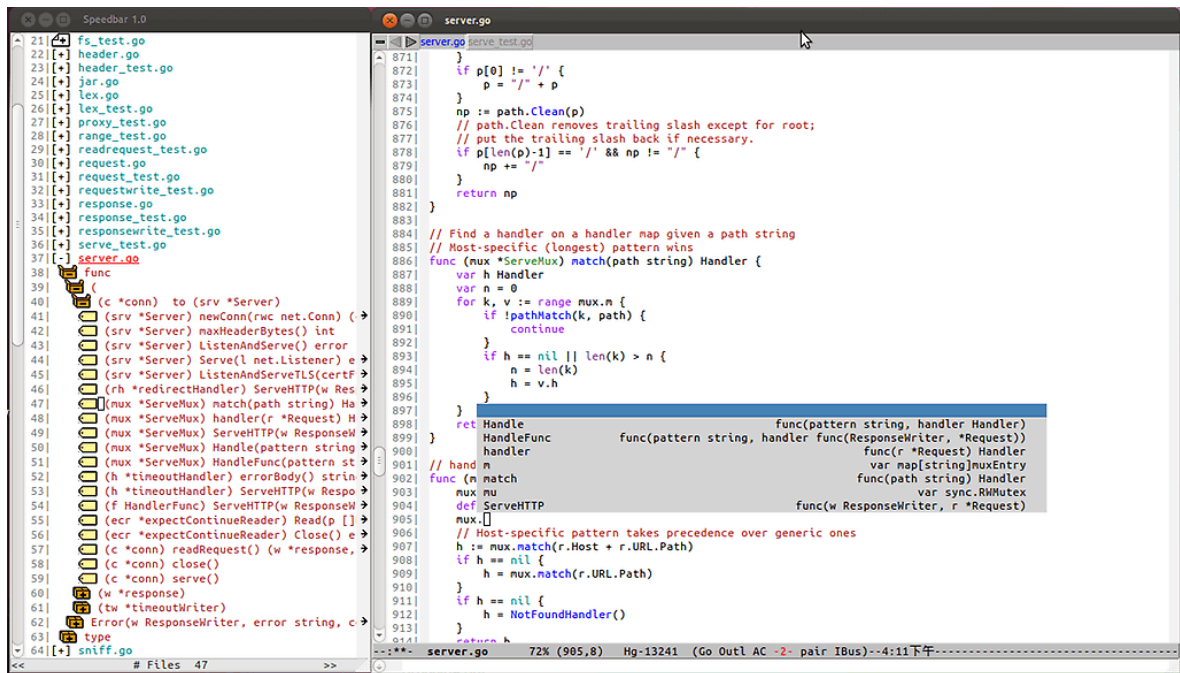 Speedbar 1.0
21|[+] fs_test.go
22|[+] header.go
23|[+] header_test.go
24|[+] jar.go
25|[+] lex.go
26|[+] lex_test.go
27|[+] proxy_test.go
28|[+] range_test.go
29|[+] readrequest_test.go
30|[+] request.go
31|[+] request_test.go
32|[+] requestwrite_test.go
33|[+] response.go
34|[+] response_test.go
35|[+] responsewrite_test.go
36|[+] serve_test.go
37|[-] server.go
38| func
39| (
40| (c *conn)  to (srv *Server)
41| (srv *Server) newConn(rwc net.Conn) (
42| (srv *Server) maxHeaderBytes() int
43| (srv *Server) ListenAndServe() error
44| (srv *Server) Serve(l net.Listener) e
45| (srv *Server) ListenAndServeTLS(certF
46| (rh *redirectHandler) ServeHTTP(w Res
47| (mux *ServeMux) match(path string) Ha
48| (mux *ServeMux) handler(r *Request) H
49| (mux *ServeMux) ServeHTTP(w ResponseW
50| (mux *ServeMux) Handle(pattern string
51| (mux *ServeMux) HandleFunc(pattern st
52| (h *timeoutHandler) errorBody() strin
53| (h *timeoutHandler) ServeHTTP(w Respo
54| (f HandlerFunc) ServeHTTP(w ResponseW
55| (ecr *expectContinueReader) Read(p []
56| (ecr *expectContinueReader) Close() e
57| (c *conn) readRequest() (w *response,
58| (c *conn) close()
59| (c *conn) serve()
60| (w *response)
61| (tw *timeoutWriter)
62| Error(w ResponseWriter, error string, c
63| type
64|[+] sniff.go
<< # Files  47 >>
server.go
server.go serve_test.go
871| }
872| if p[0] != '/' {
873| p = "/" + p
874| }
875| np := path.Clean(p)
876| // path.Clean removes trailing slash except for root;
877| // put the trailing slash back if necessary.
878| if p[len(p)-1] == '/' && np != "/" {
879| np += "/"
880| }
881| return np
882| }
883|
884| // Find a handler on a handler map given a path string
885| // Most-specific (longest) pattern wins
886| func (mux *ServeMux) match(path string) Handler {
887| var h Handler
888| var n = 0
889| for k, v := range mux.m {
890| if !pathMatch(k, path) {
891| continue
892| }
893| if h == nil || len(k) > n {
894| n = len(k)
895| h = v.h
896| }
897| }
898| ret Handle func(pattern string, handler Handler)
899| } HandleFunc func(pattern string, handler func(ResponseWriter, *Request))
900| handler func(r *Request) Handler
901| // hand m var map[string]muxEntry
902| func (m match func(path string) Handler
903| mux mu var sync.RWMutex
904| def ServeHTTP func(w ResponseWriter, r *Request)
905| mux.
906| // Host-specific pattern takes precedence over generic ones
907| h := mux.match(r.Host + r.URL.Path)
908| if h == nil {
909| h = mux.match(r.URL.Path)
910| }
911| if h == nil {
912| h = NotFoundHandler()
913| }
914| return h
--:**-  server.go      72% (905,8)   Hg-13241  (Go Outl AC -2- pair IBus)--4:11下午-----------------------------------